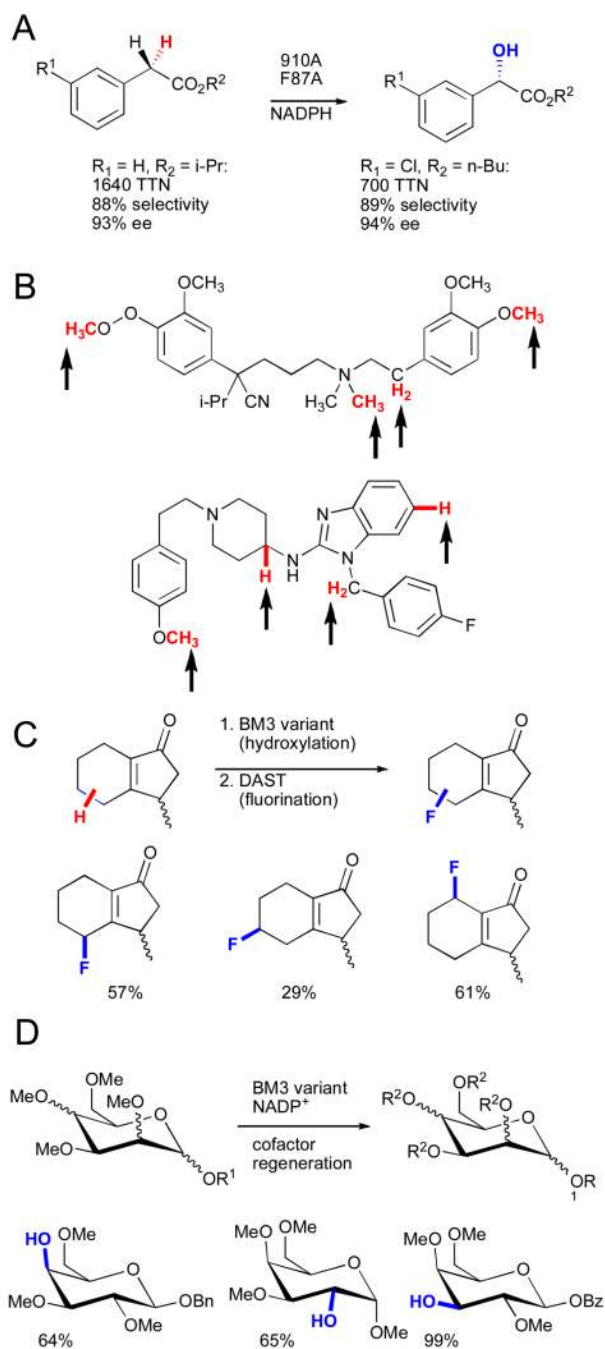 A
H H
R1
CO2R2
910A
F87A
NADPH
OH
R1
CO2R2
R1 = H, R2 = i-Pr:
1640 TTN
88% selectivity
93% ee
R1 = Cl, R2 = n-Bu:
700 TTN
89% selectivity
94% ee
B
OCH3
H3CO
O
OCH3
OCH3
N
H2
C
i-Pr
CN
H3C
CH3
N
N
H
N
H
N
H
H2
F
OCH3
C
O
H
1. BM3 variant
(hydroxylation)
2. DAST
(fluorination)
O
F
O
F
57%
O
F
29%
F
O
61%
D
OMe
MeO
MeO
O
MeO
OR1
BM3 variant
NADP+
cofactor
regeneration
OR2
R2O
R2O
O
R2O
OR
1
HO
OMe
O
MeO
OBn
OMe
64%
OMe
MeO
O
MeO
HO
OMe
65%
OMe
MeO
O
HO
OBz
OMe
99%